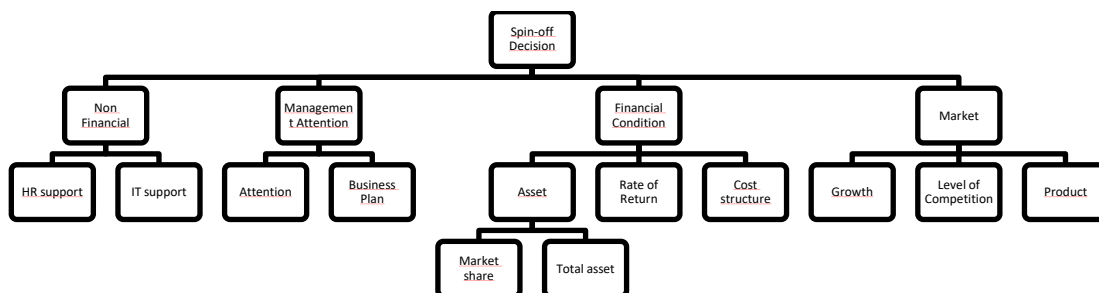 Spin-off
Decision
Non
Financial
Managemen
t Attention
Financial
Condition
Market
HR support
IT support
Attention
Business
Plan
Asset
Rate of
Return
Cost
structure
Growth
Level of
Competition
Product
Market
share
Total asset